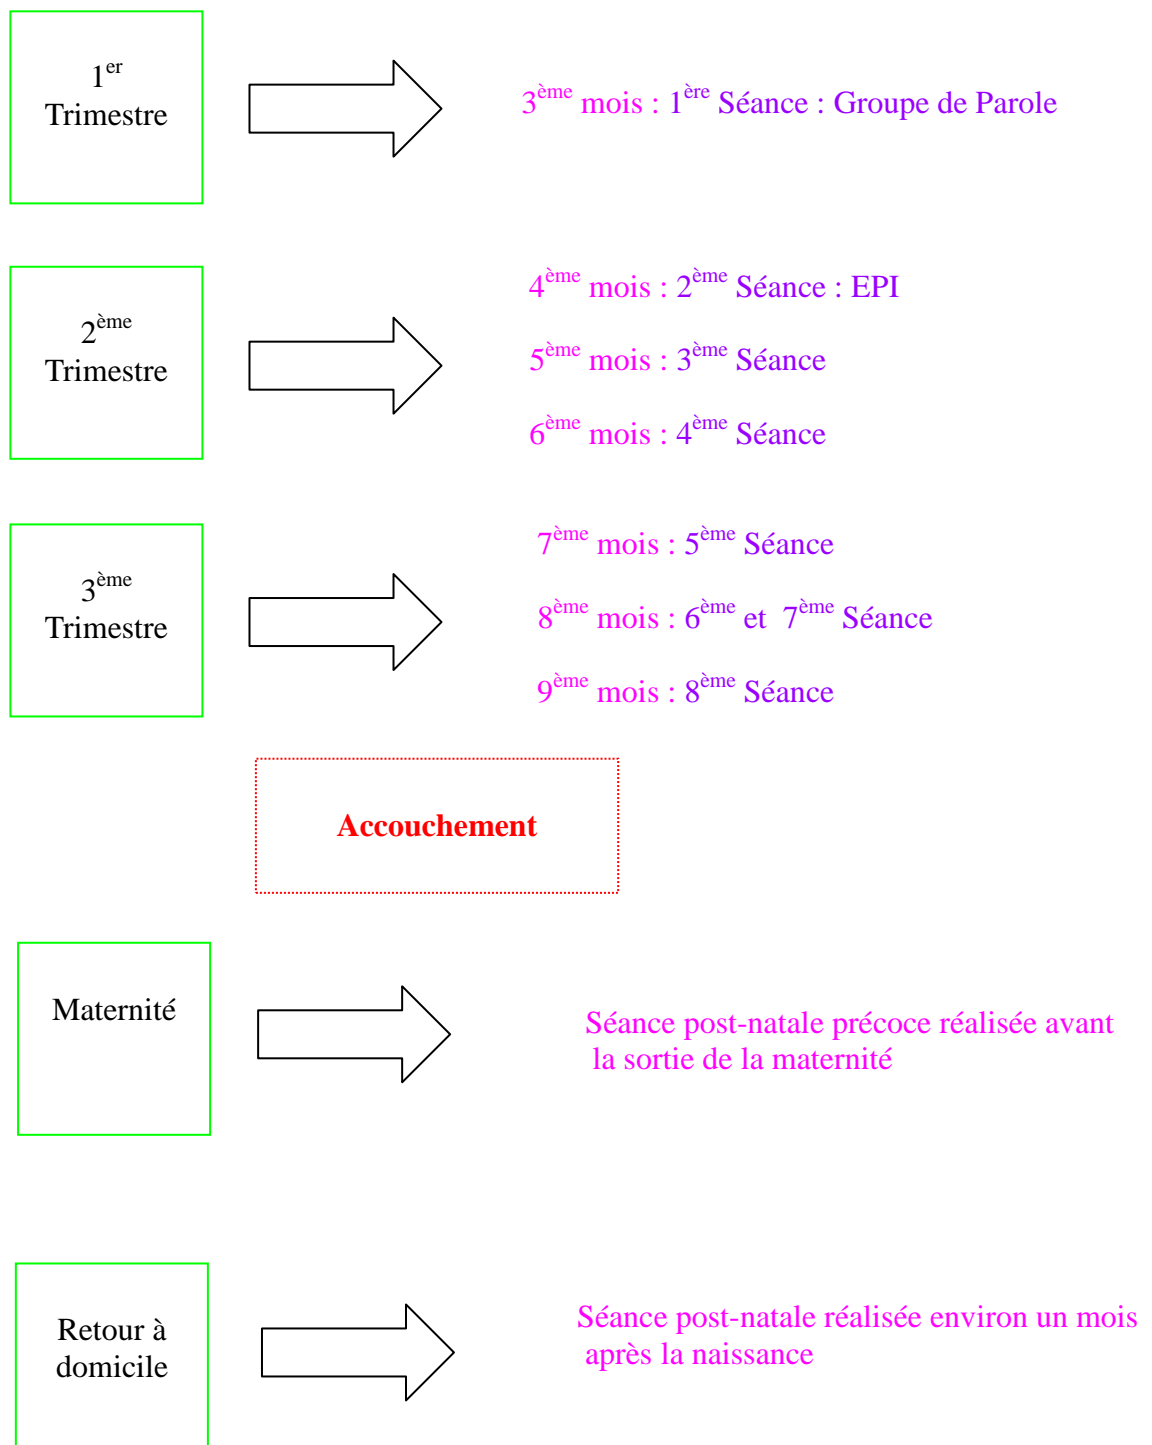 1er
Trimestre
3ème mois : 1ère Séance : Groupe de Parole
2ème
Trimestre
4ème mois : 2ème Séance : EPI
5ème mois : 3ème Séance
6ème mois : 4ème Séance
3ème
Trimestre
7ème mois : 5ème Séance
8ème mois : 6ème et 7ème Séance
9ème mois : 8ème Séance
Accouchement
Maternité
Séance post-natale précoce réalisée avant
la sortie de la maternité
Retour à
domicile
Séance post-natale réalisée environ un mois
après la naissance